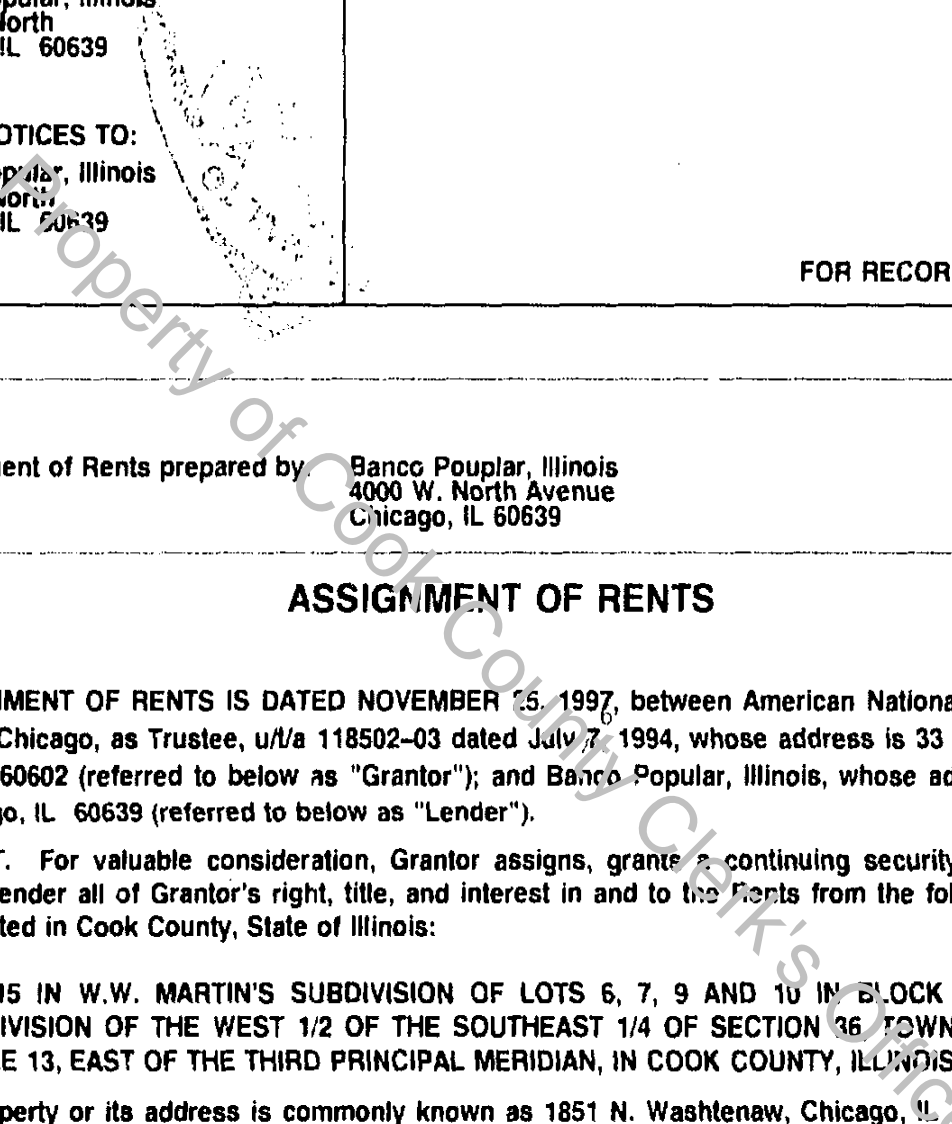 North
IL 60639
OTICES TO:
opular, Illinois
North
IL 60639
FOR RECOR
ent of Rents prepared by: Banco Pouplar, Illinois
4000 W. North Avenue
Chicago, IL 60639
ASSIGNMENT OF RENTS
NMENT OF RENTS IS DATED NOVEMBER 25, 1997, between American Nationa
6
Chicago, as Trustee, u/t/a 118502-03 dated July 7, 1994, whose address is 33
60602 (referred to below as "Grantor"); and Banco Popular, Illinois, whose ad
go, IL 60639 (referred to below as "Lender").
T. For valuable consideration, Grantor assigns, grants a continuing security
ender all of Grantor's right, title, and interest in and to the Rents from the fol
ted in Cook County, State of Illinois:
15 IN W.W. MARTIN'S SUBDIVISION OF LOTS 6, 7, 9 AND 10 IN BLOCK
IVISION OF THE WEST 1/2 OF THE SOUTHEAST 1/4 OF SECTION 36, TOWN
E 13, EAST OF THE THIRD PRINCIPAL MERIDIAN, IN COOK COUNTY, ILLINOIS
perty or its address is commonly known as 1851 N. Washtenaw, Chicago, IL
Property of Cook County Clerk's Offic